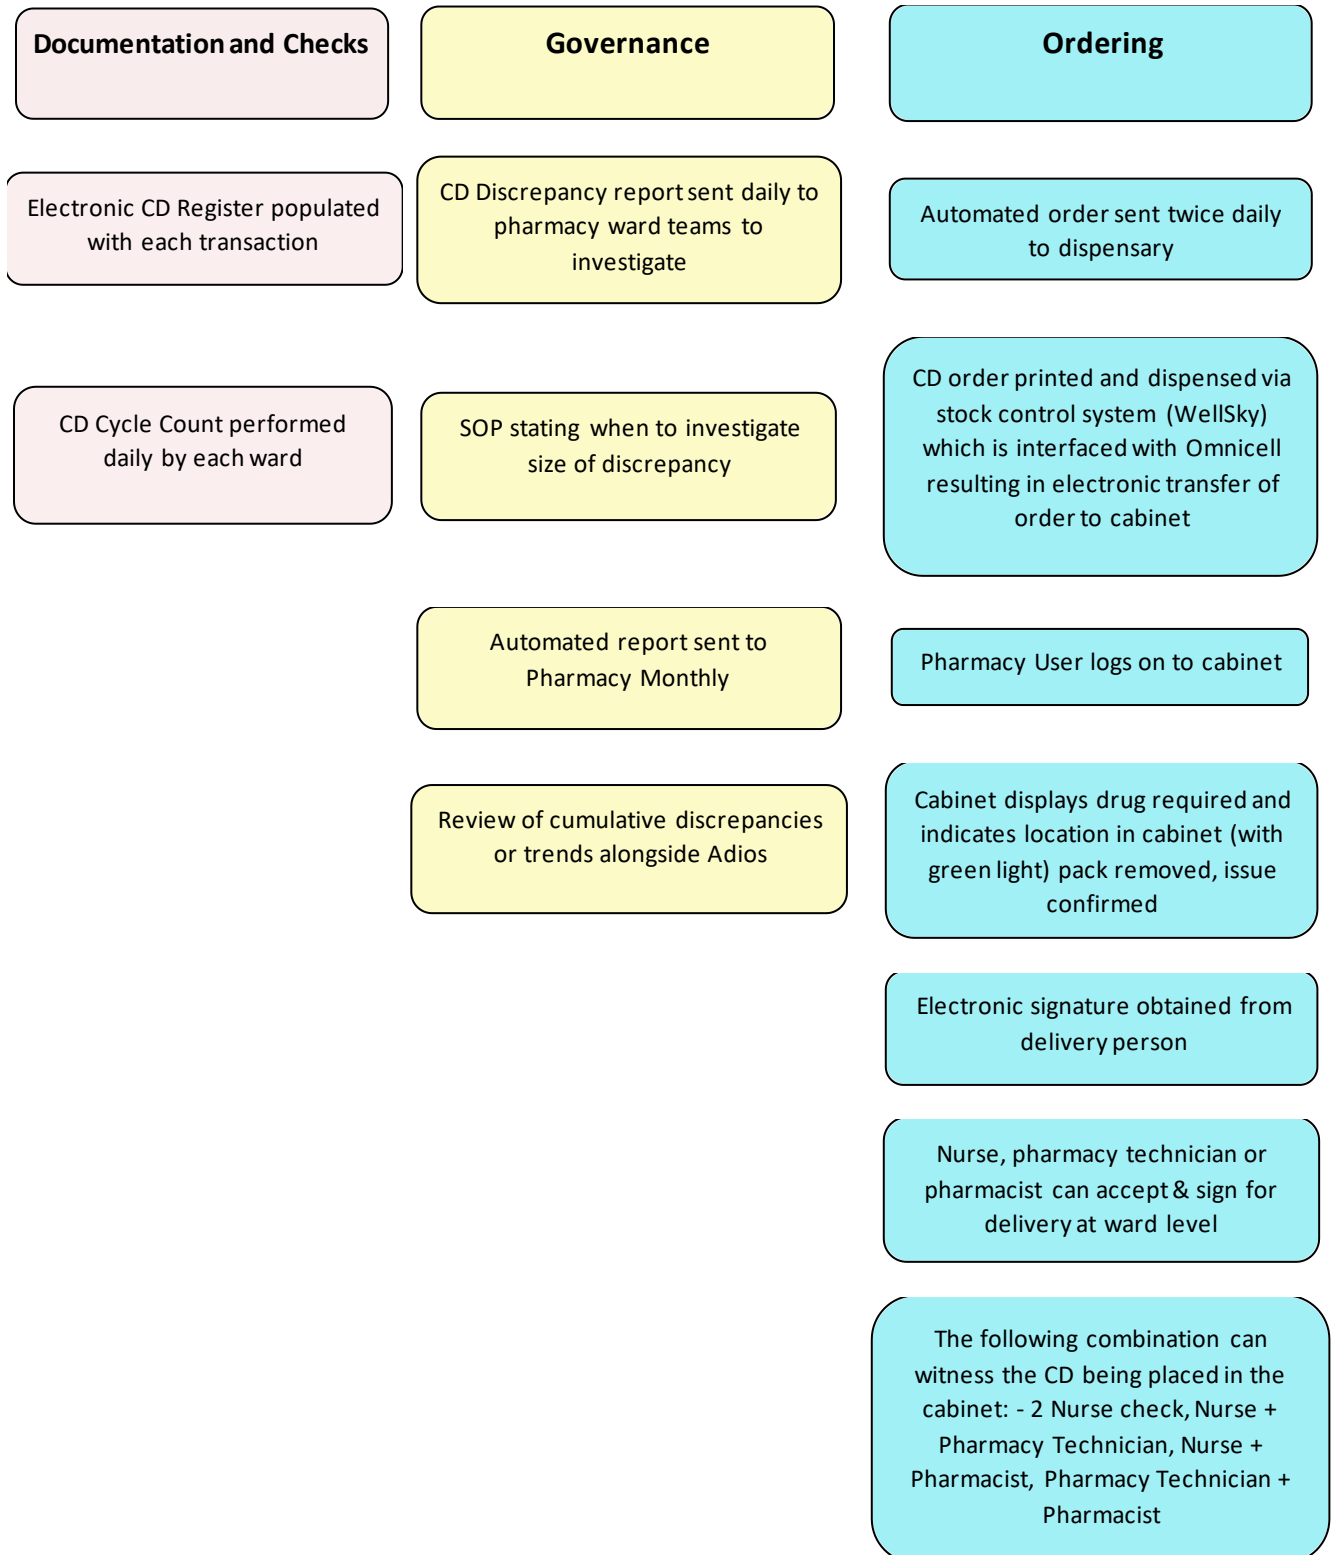 Documentation and Checks
Electronic CD Register populated
with each transaction
CD Cycle Count performed
daily by each ward
Governance
CD Discrepancy report sent daily to
pharmacy ward teams to
investigate
SOP stating when to investigate
size of discrepancy
Automated report sent to
Pharmacy Monthly
Review of cumulative discrepancies
or trends alongside Adios
Ordering
Automated order sent twice daily
to dispensary
CD order printed and dispensed via
stock control system (WellSky)
which is interfaced with Omnicell
resulting in electronic transfer of
order to cabinet
Pharmacy User logs on to cabinet
Cabinet displays drug required and
indicates location in cabinet (with
green light) pack removed, issue
confirmed
Electronic signature obtained from
delivery person
Nurse, pharmacy technician or
pharmacist can accept & sign for
delivery at ward level
The following combination can
witness the CD being placed in the
cabinet: - 2 Nurse check, Nurse +
Pharmacy Technician, Nurse +
Pharmacist, Pharmacy Technician +
Pharmacist